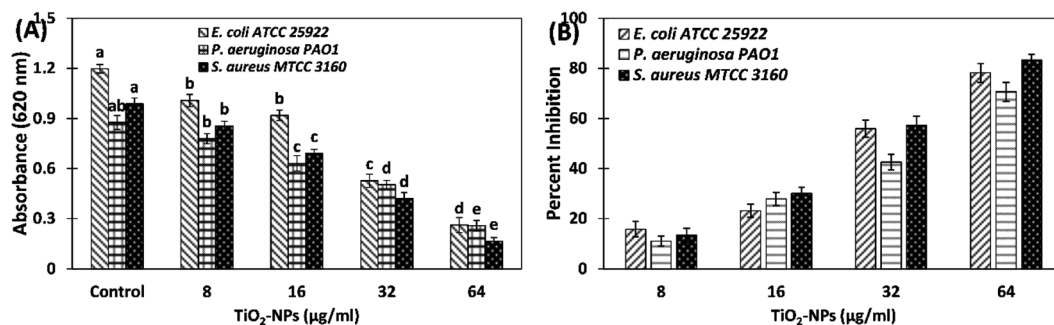 (A)
1.5
1.2
0.9
0.6
0.3
0
Absorbance (620 nm)
E. coli ATCC 25922
P. aeruginosa PAO1
S. aureus MTCC 3160
a
ab
a
b
b
b
b
c
c
c
d
d
d
e
e
Control 8 16 32 64
TiO₂-NPs (µg/ml)
(B)
100
80
60
40
20
0
Percent Inhibition
E. coli ATCC 25922
P. aeruginosa PAO1
S. aureus MTCC 3160
8 16 32 64
TiO₂-NPs (µg/ml)